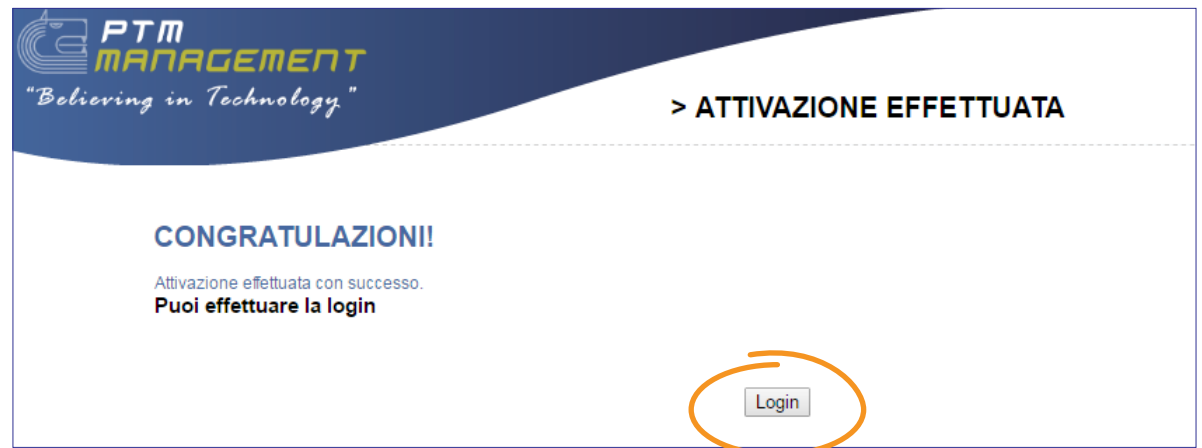 PTM
MANAGEMENT
"Believing in Technology"
> ATTIVAZIONE EFFETTUATA
CONGRATULAZIONI!
Attivazione effettuata con successo.
Puoi effettuare la login
Login